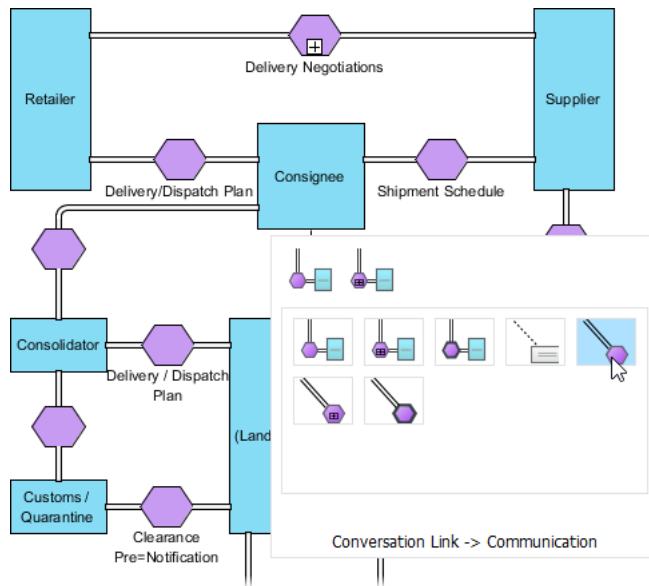 Delivery Negotiations
Retailer
Supplier
Delivery/Dispatch Plan
Consignee
Shipment Schedule
Consolidator
Delivery / Dispatch
Plan
(Land
Customs /
Quarantine
Clearance
Pre=Notification
Conversation Link -> Communication